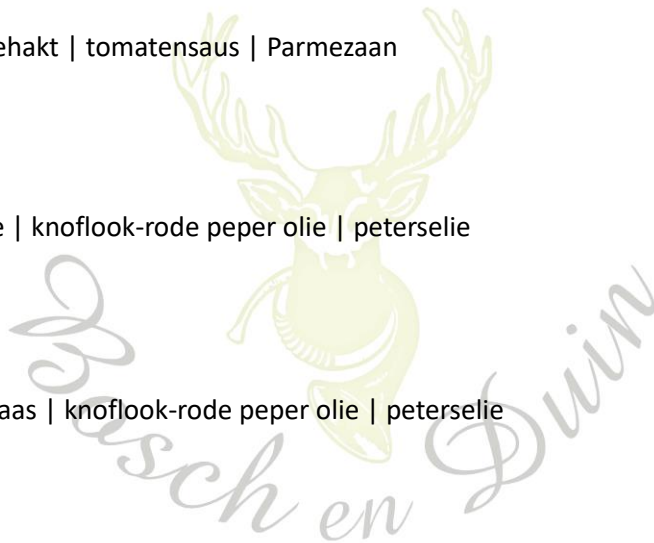 ehakt | tomatensaus | Parmezaan
e | knoflook-rode peper olie | peterselie
aas | knoflook-rode peper olie | peterselie
Bosch en Duin